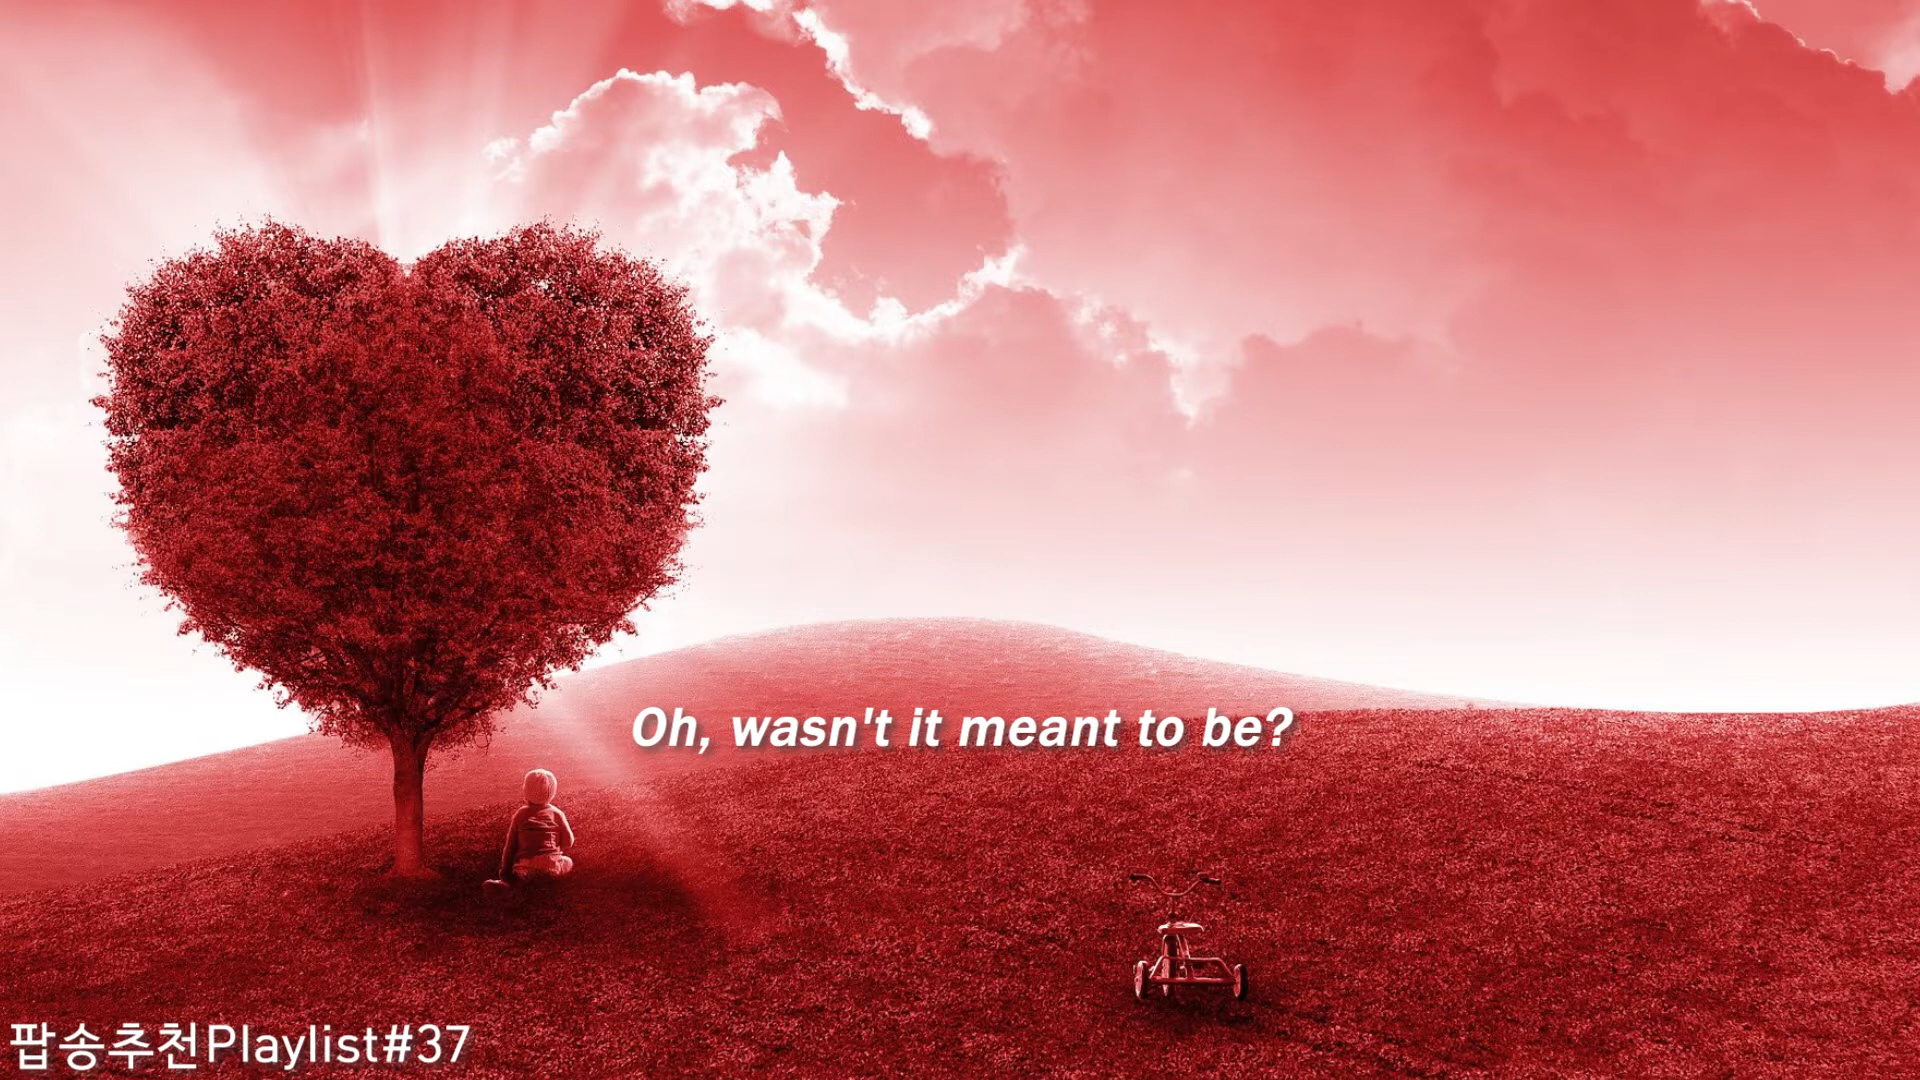 Oh, wasn't it meant to be?
팝송추천Playlist#37